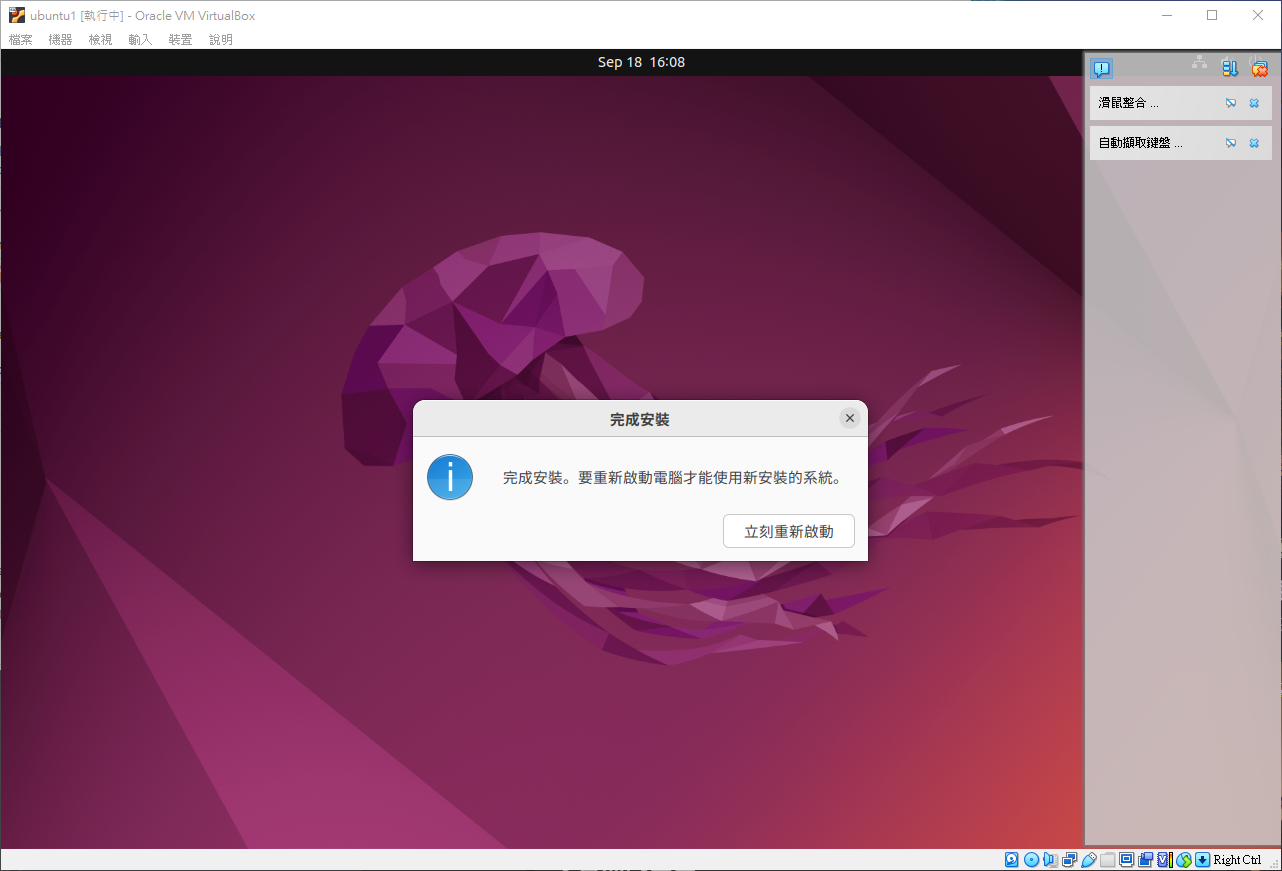 ubuntu1 [執行中] - Oracle VM VirtualBox
檔案 機器 檢視 輸入 裝置 說明
Sep 18 16:08
滑鼠整合 ...
自動擷取鍵盤 ...
完成安裝
完成安裝。要重新啟動電腦才能使用新安裝的系統。
立刻重新啟動
Right Ctrl